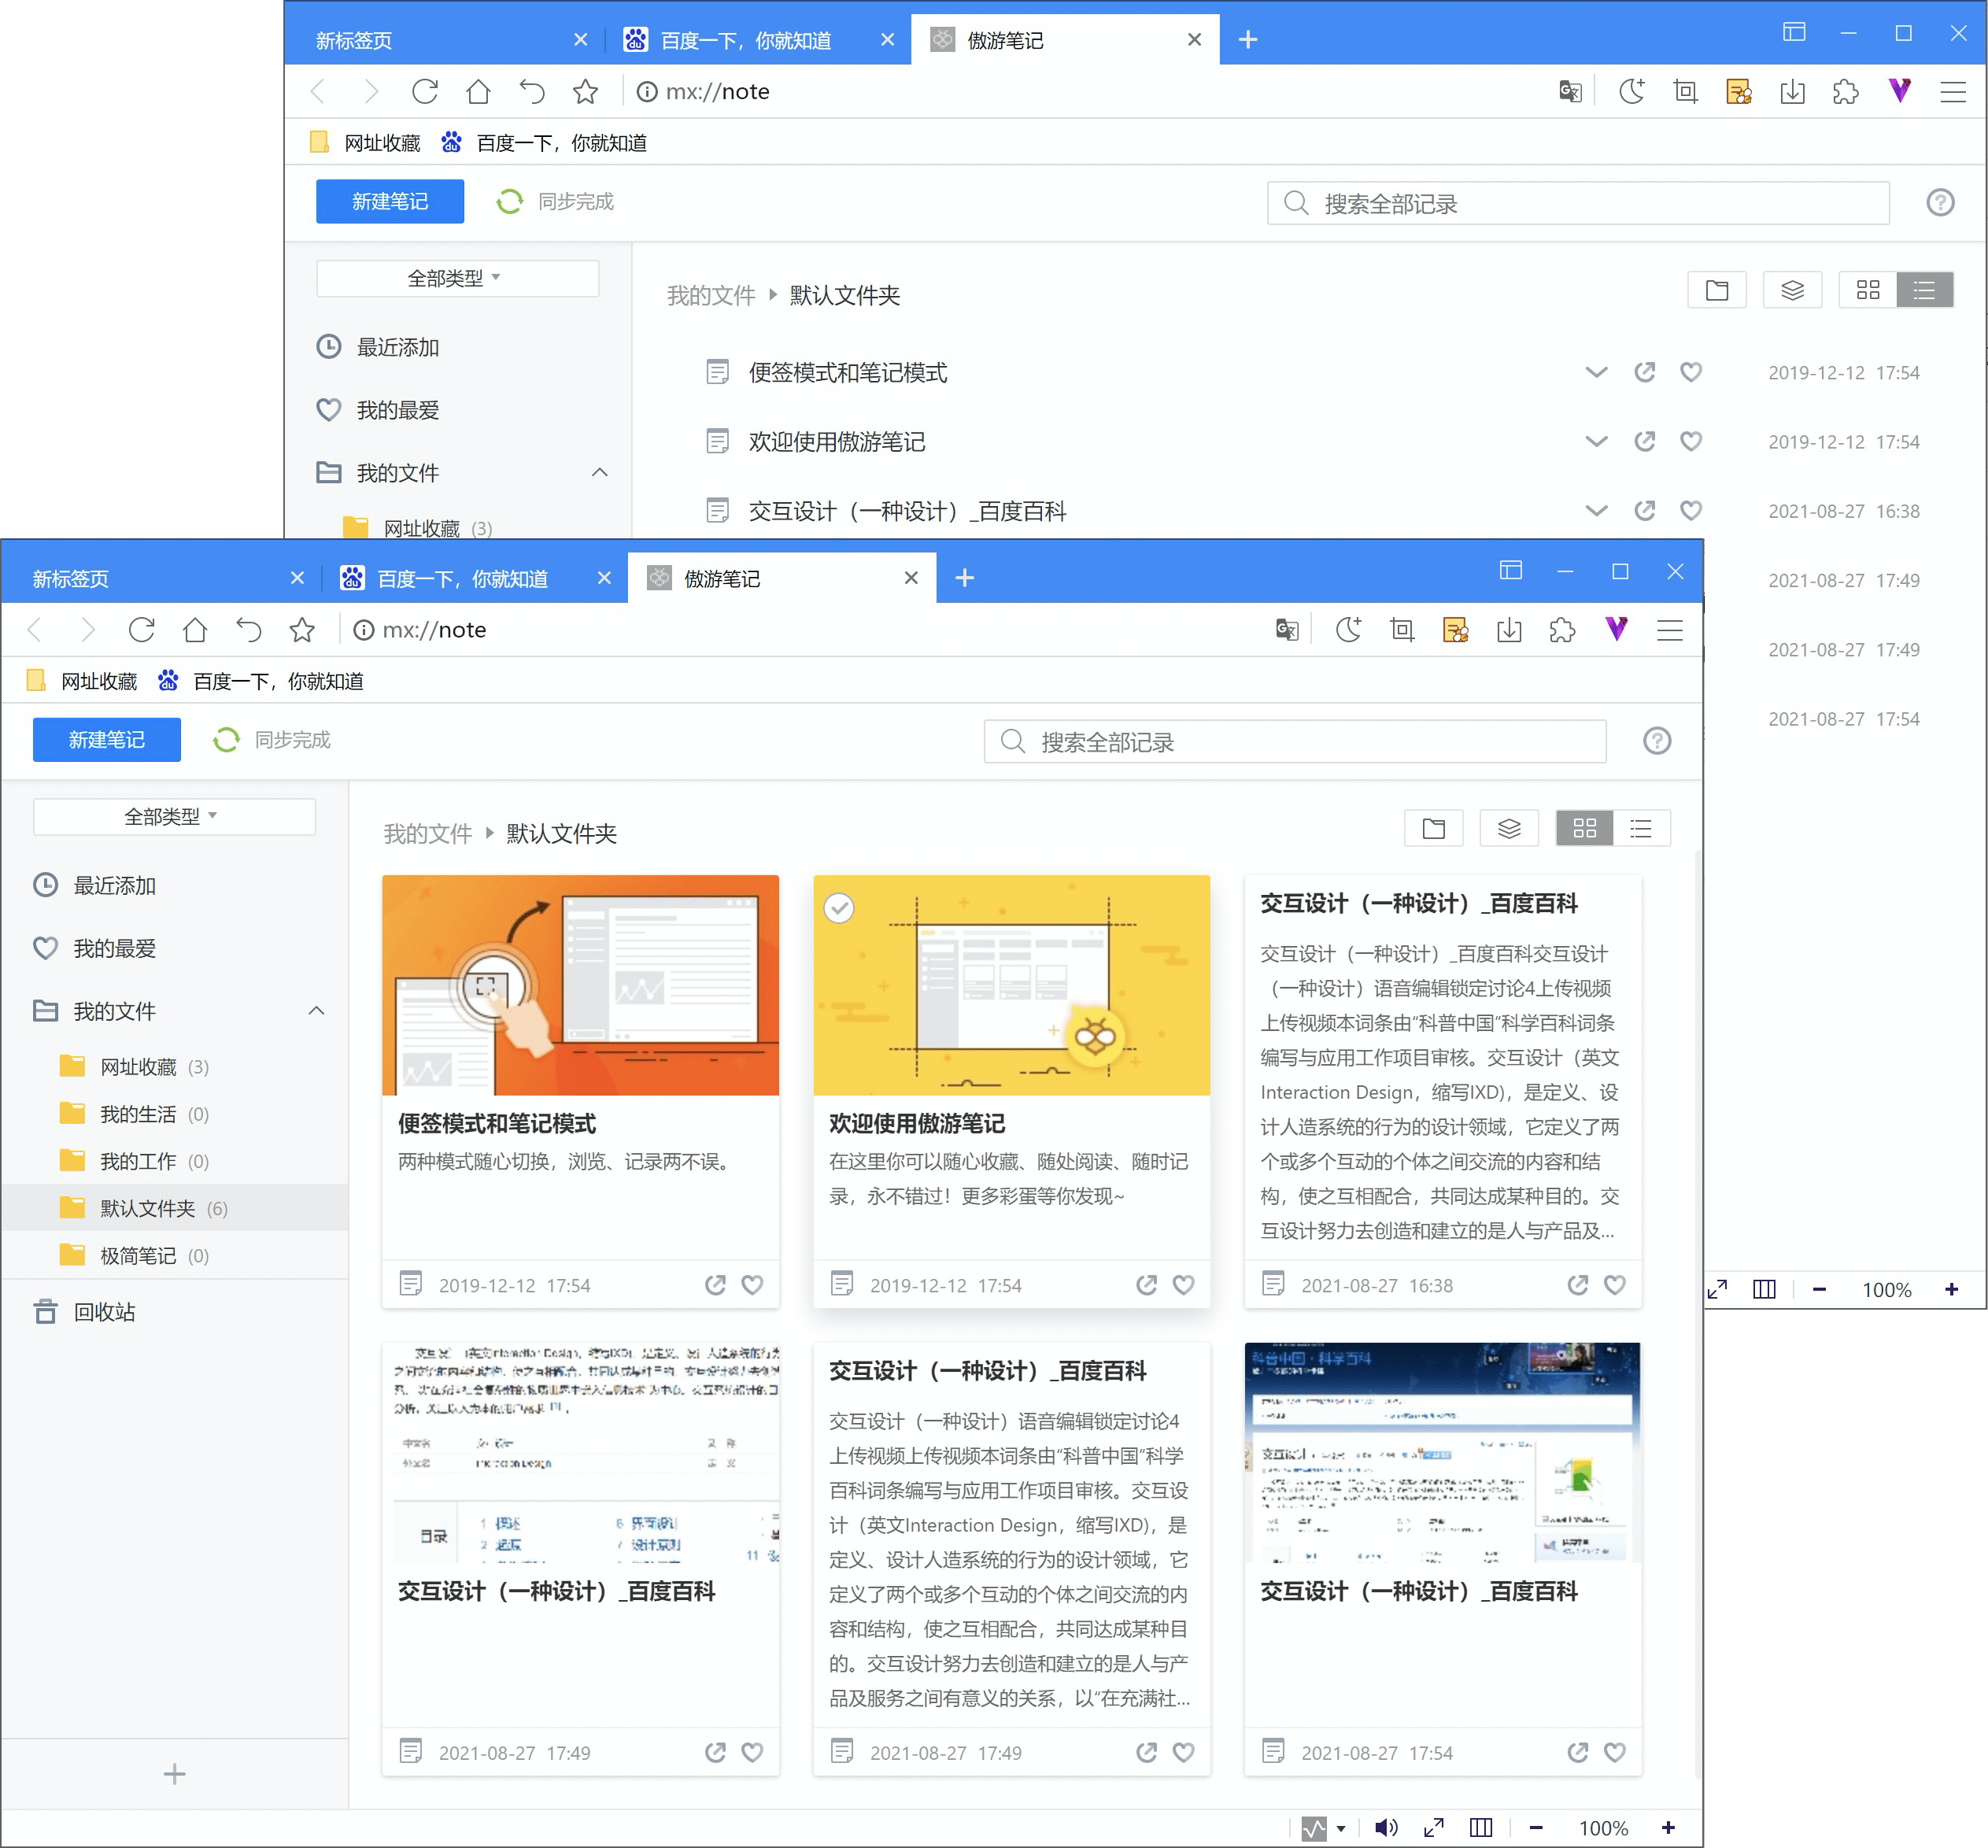 新标签页
百度一下，你就知道
傲游笔记
mx://note
网址收藏
百度一下，你就知道
新建笔记
同步完成
搜索全部记录
全部类型
我的文件
默认文件夹
最近添加
我的最爱
我的文件
网址收藏 (3)
便签模式和笔记模式
2019-12-12 17:54
欢迎使用傲游笔记
2019-12-12 17:54
交互设计（一种设计）_百度百科
2021-08-27 16:38
2021-08-27 17:49
2021-08-27 17:49
2021-08-27 17:54
100%
新标签页
百度一下，你就知道
傲游笔记
mx://note
网址收藏
百度一下，你就知道
新建笔记
同步完成
搜索全部记录
全部类型
最近添加
我的最爱
我的文件
网址收藏 (3)
我的生活 (0)
我的工作 (0)
默认文件夹 (6)
极简笔记 (0)
回收站
我的文件
默认文件夹
便签模式和笔记模式
两种模式随心切换，浏览、记录两不误。
2019-12-12 17:54
欢迎使用傲游笔记
在这里你可以随心收藏、随处阅读、随时记
录，永不错过！更多彩蛋等你发现~
2019-12-12 17:54
交互设计（一种设计）_百度百科
交互设计（一种设计）_百度百科交互设计
（一种设计）语音编辑锁定讨论4上传视频
上传视频本词条由“科普中国”科学百科词条
编写与应用工作项目审核。交互设计（英文
Interaction Design，缩写IXD)，是定义、设
计人造系统的行为的设计领域，它定义了两
个或多个互动的个体之间交流的内容和结
构，使之互相配合，共同达成某种目的。交
互设计努力去创造和建立的是人与产品及...
2021-08-27 16:38
目录
1 概述
2 起源
6 界面设计
7 设计原则
11
交互设计（一种设计）_百度百科
2021-08-27 17:49
交互设计（一种设计）_百度百科
交互设计（一种设计）语音编辑锁定讨论4
上传视频上传视频本词条由“科普中国”科学
百科词条编写与应用工作项目审核。交互设
计（英文Interaction Design，缩写IXD)，是
定义、设计人造系统的行为的设计领域，它
定义了两个或多个互动的个体之间交流的内
容和结构，使之互相配合，共同达成某种目
的。交互设计努力去创造和建立的是人与产
品及服务之间有意义的关系，以“在充满社...
2021-08-27 17:49
科普中国·科学百科
交互设计
交互设计（一种设计）_百度百科
2021-08-27 17:54
100%